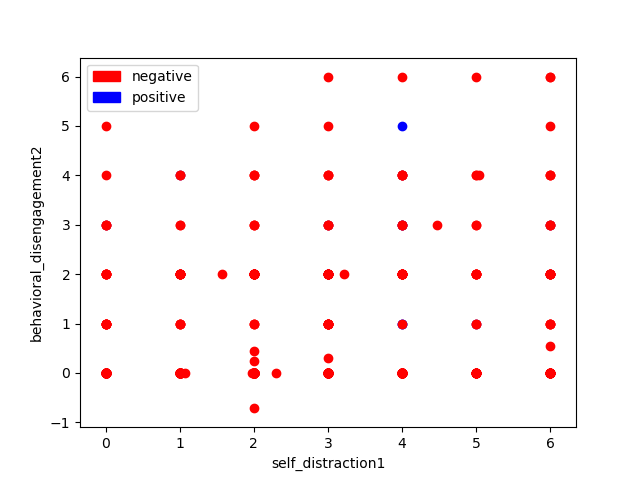 negative
positive
6
5
4
3
2
1
0
−1
behavioral_disengagement2
0 1 2 3 4 5 6
self_distraction1